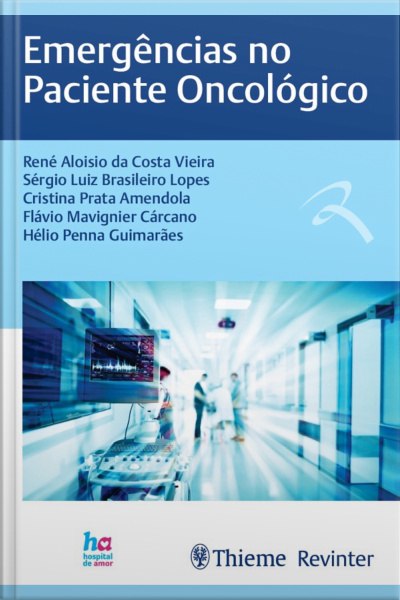 Emergências no
Paciente Oncológico
René Aloisio da Costa Vieira
Sérgio Luiz Brasileiro Lopes
Cristina Prata Amendola
Flávio Mavignier Cárcano
Hélio Penna Guimarães
ha
hospital
de amor
Thieme Revinter